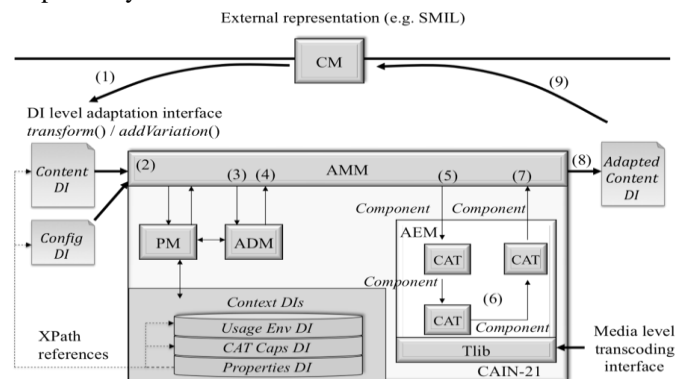 External representation (e.g. SMIL)
CM
(1)
(9)
DI level adaptation interface
transform() / addVariation()
Content
DI
(2)
(3) (4)
AMM
(5)
(7)
(8)
Adapted
Content
DI
Component
Component
Config
DI
PM
ADM
AEM
CAT
CAT
Component
(6)
CAT
Component
Context DIs
Usage Env DI
CAT Caps DI
Properties DI
XPath
references
Tlib
CAIN-21
Media level
transcoding
interface